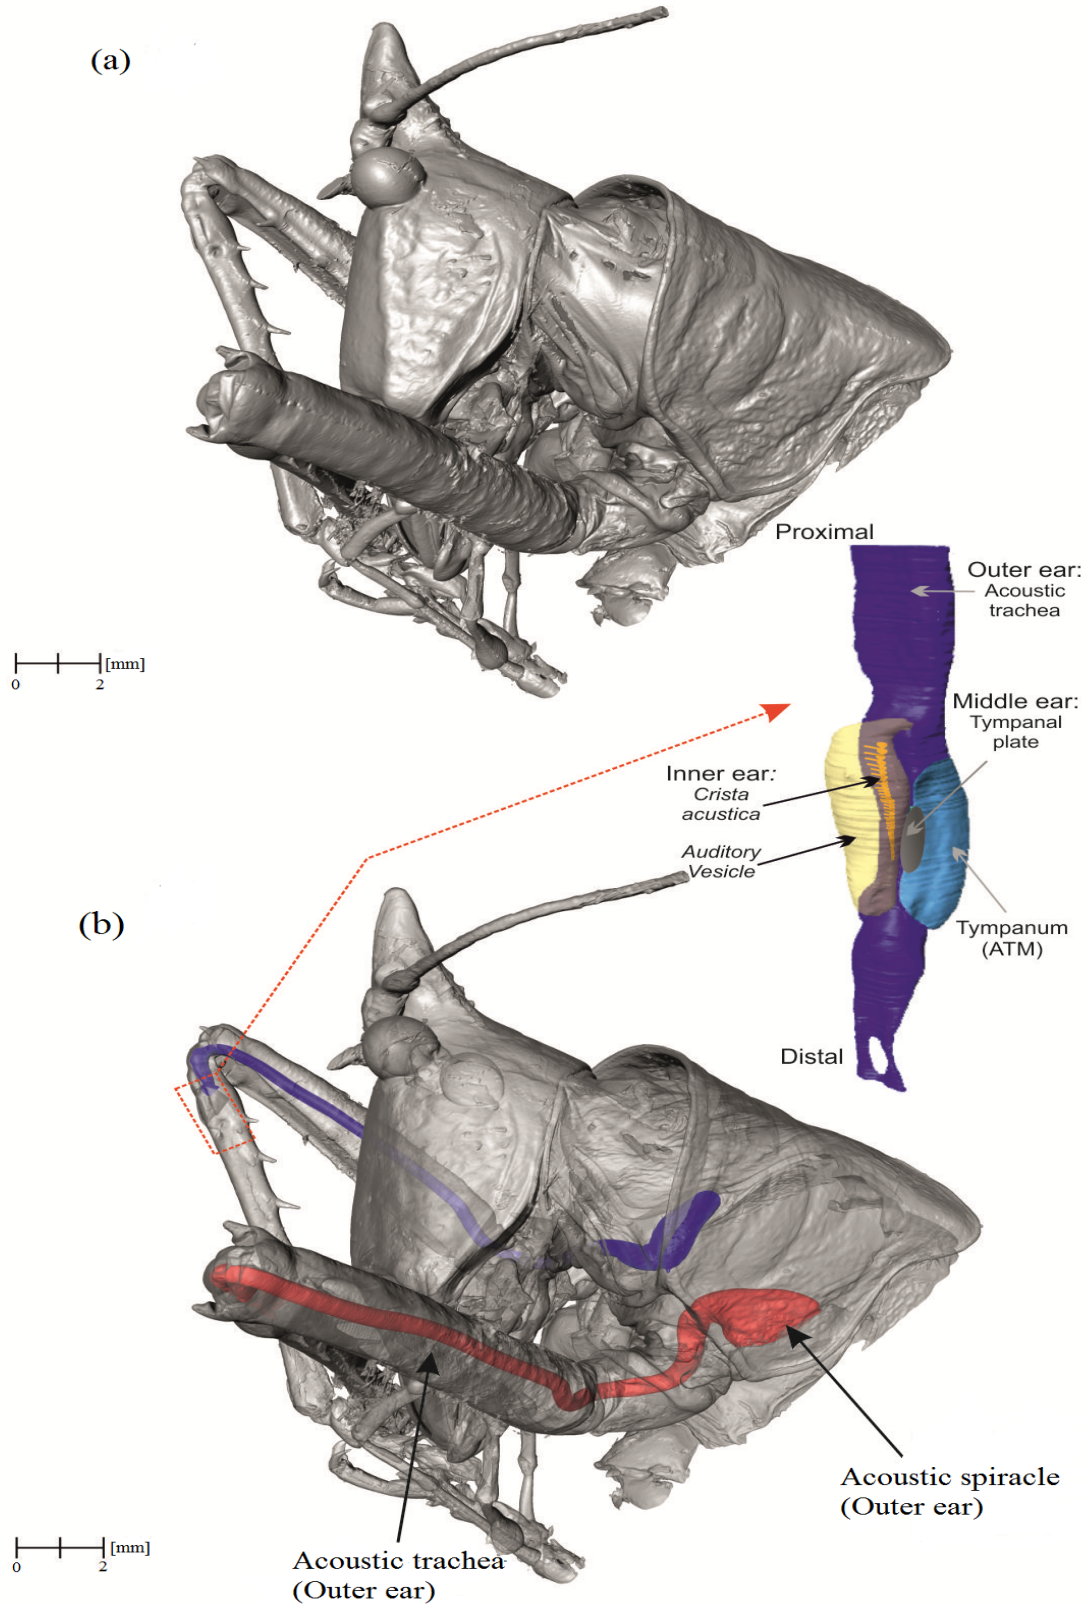 (a)
Proximal
Outer ear:
Acoustic
trachea
[mm]
0
2
Middle ear:
Tympanal
plate
Inner ear:
Crista
acustica
Auditory
Vesicle
Tympanum
(ATM)
Distal
(b)
Acoustic spiracle
(Outer ear)
[mm]
0
2
Acoustic trachea
(Outer ear)